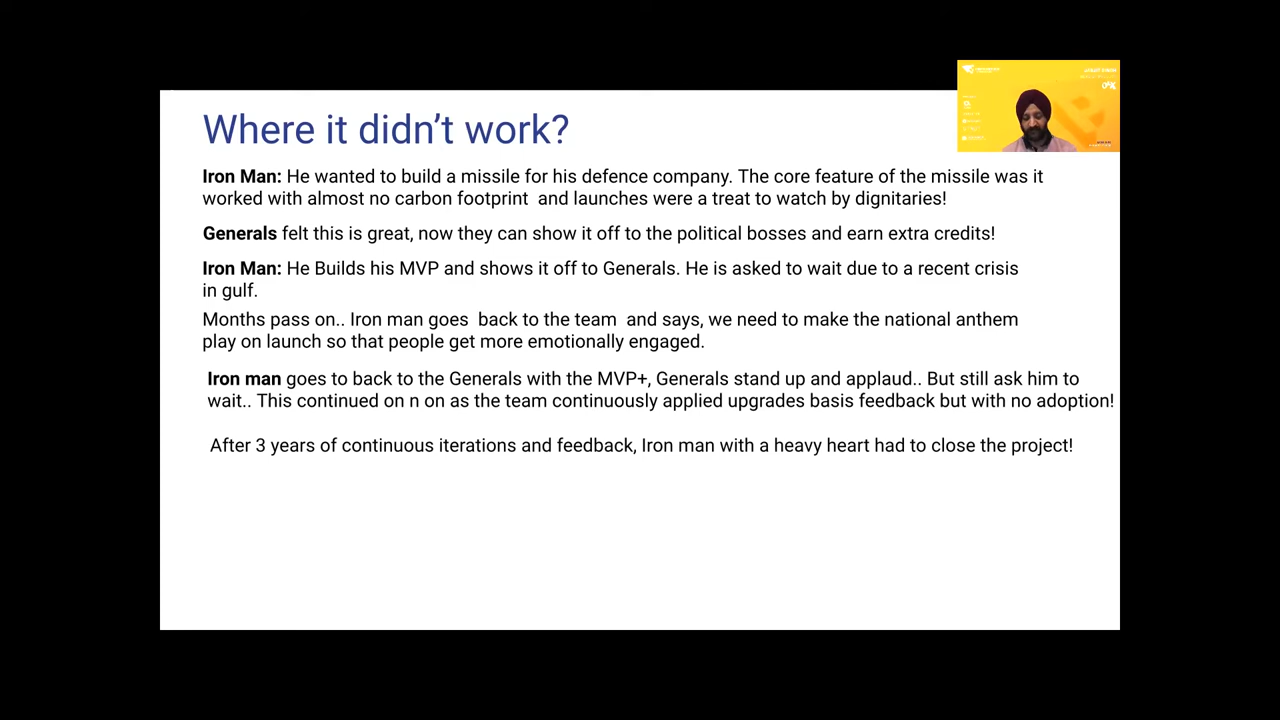 Where it didn't work?
Iron Man: He wanted to build a missile for his defence company. The core feature of the missile was it
worked with almost no carbon footprint and launches were a treat to watch by dignitaries!
Generals felt this is great, now they can show it off to the political bosses and earn extra credits!
Iron Man: He Builds his MVP and shows it off to Generals. He is asked to wait due to a recent crisis
in gulf.
Months pass on.. Iron man goes back to the team and says, we need to make the national anthem
play on launch so that people get more emotionally engaged.
Iron man goes to back to the Generals with the MVP+, Generals stand up and applaud.. But still ask him to
wait.. This continued on n on as the team continuously applied upgrades basis feedback but with no adoption!
After 3 years of continuous iterations and feedback, Iron man with a heavy heart had to close the project!